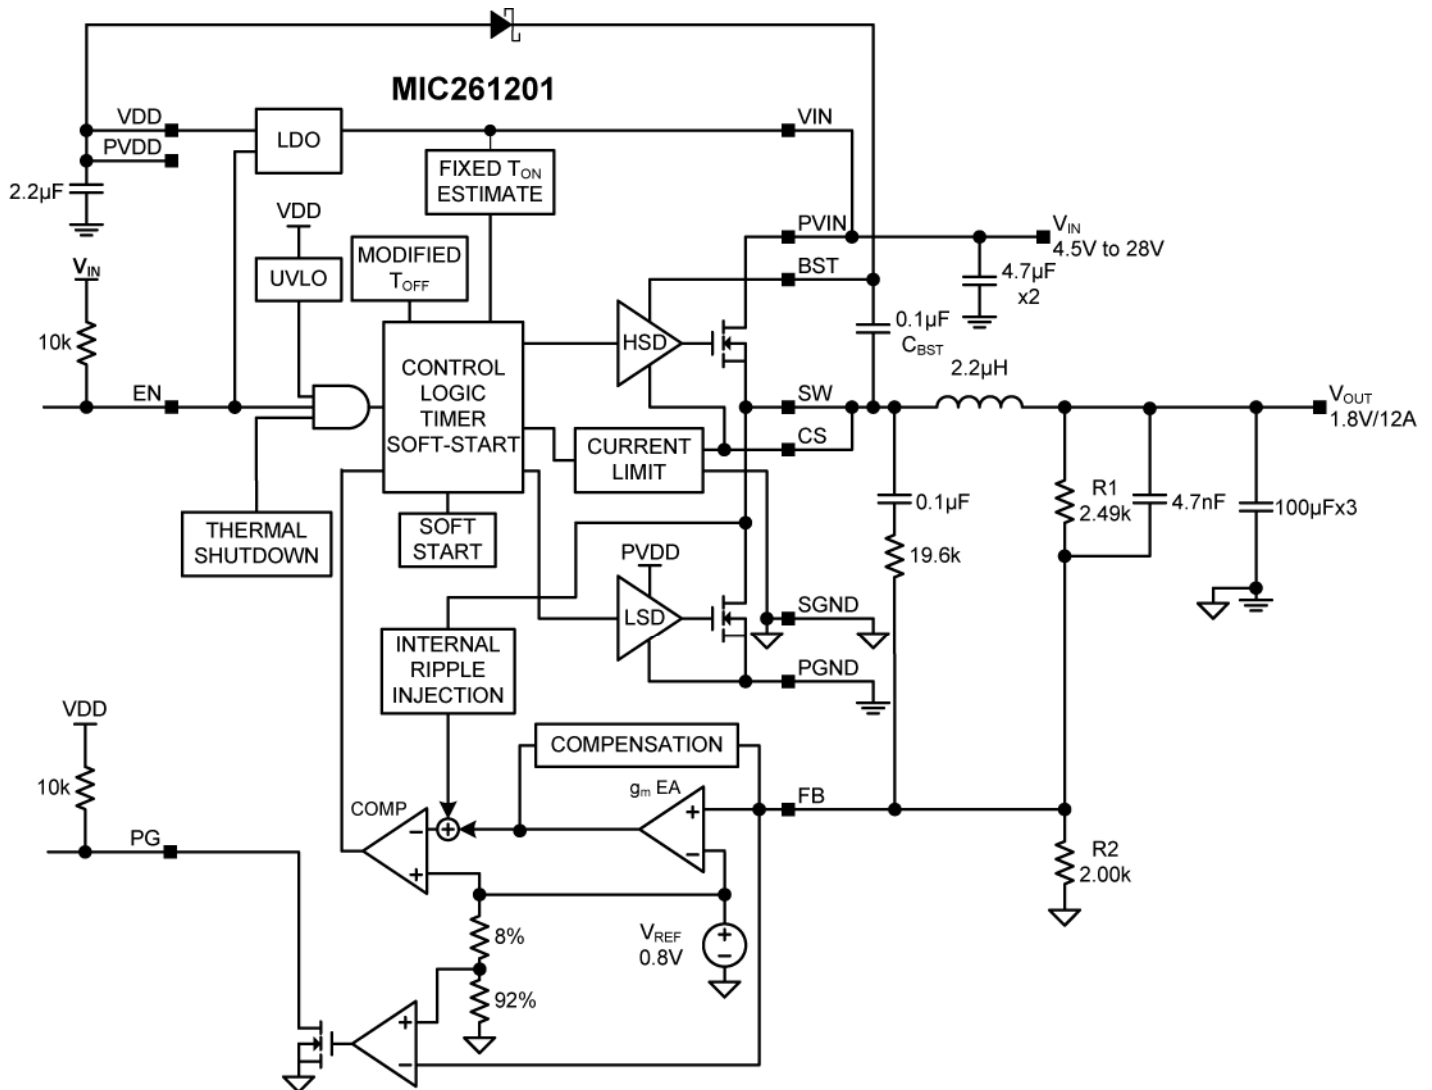 MIC261201
VDD
LDO
VIN
PVDD
FIXED TON
ESTIMATE
2.2µF
VDD
PVIN
VIN
4.5V to 28V
VIN
UVLO
MODIFIED
TOFF
BST
4.7µF
x2
10k
HSD
0.1µF
CBST
CONTROL
LOGIC
TIMER
SOFT-START
2.2µH
EN
SW
VOUT
1.8V/12A
CURRENT
LIMIT
CS
0.1µF
R1
2.49k
4.7nF
100µFx3
THERMAL
SHUTDOWN
SOFT
START
PVDD
19.6k
LSD
SGND
INTERNAL
RIPPLE
INJECTION
PGND
VDD
COMPENSATION
10k
COMP
gm EA
+
FB
PG
−
+
−
+
R2
2.00k
8%
VREF
0.8V
+
−
92%
+
−